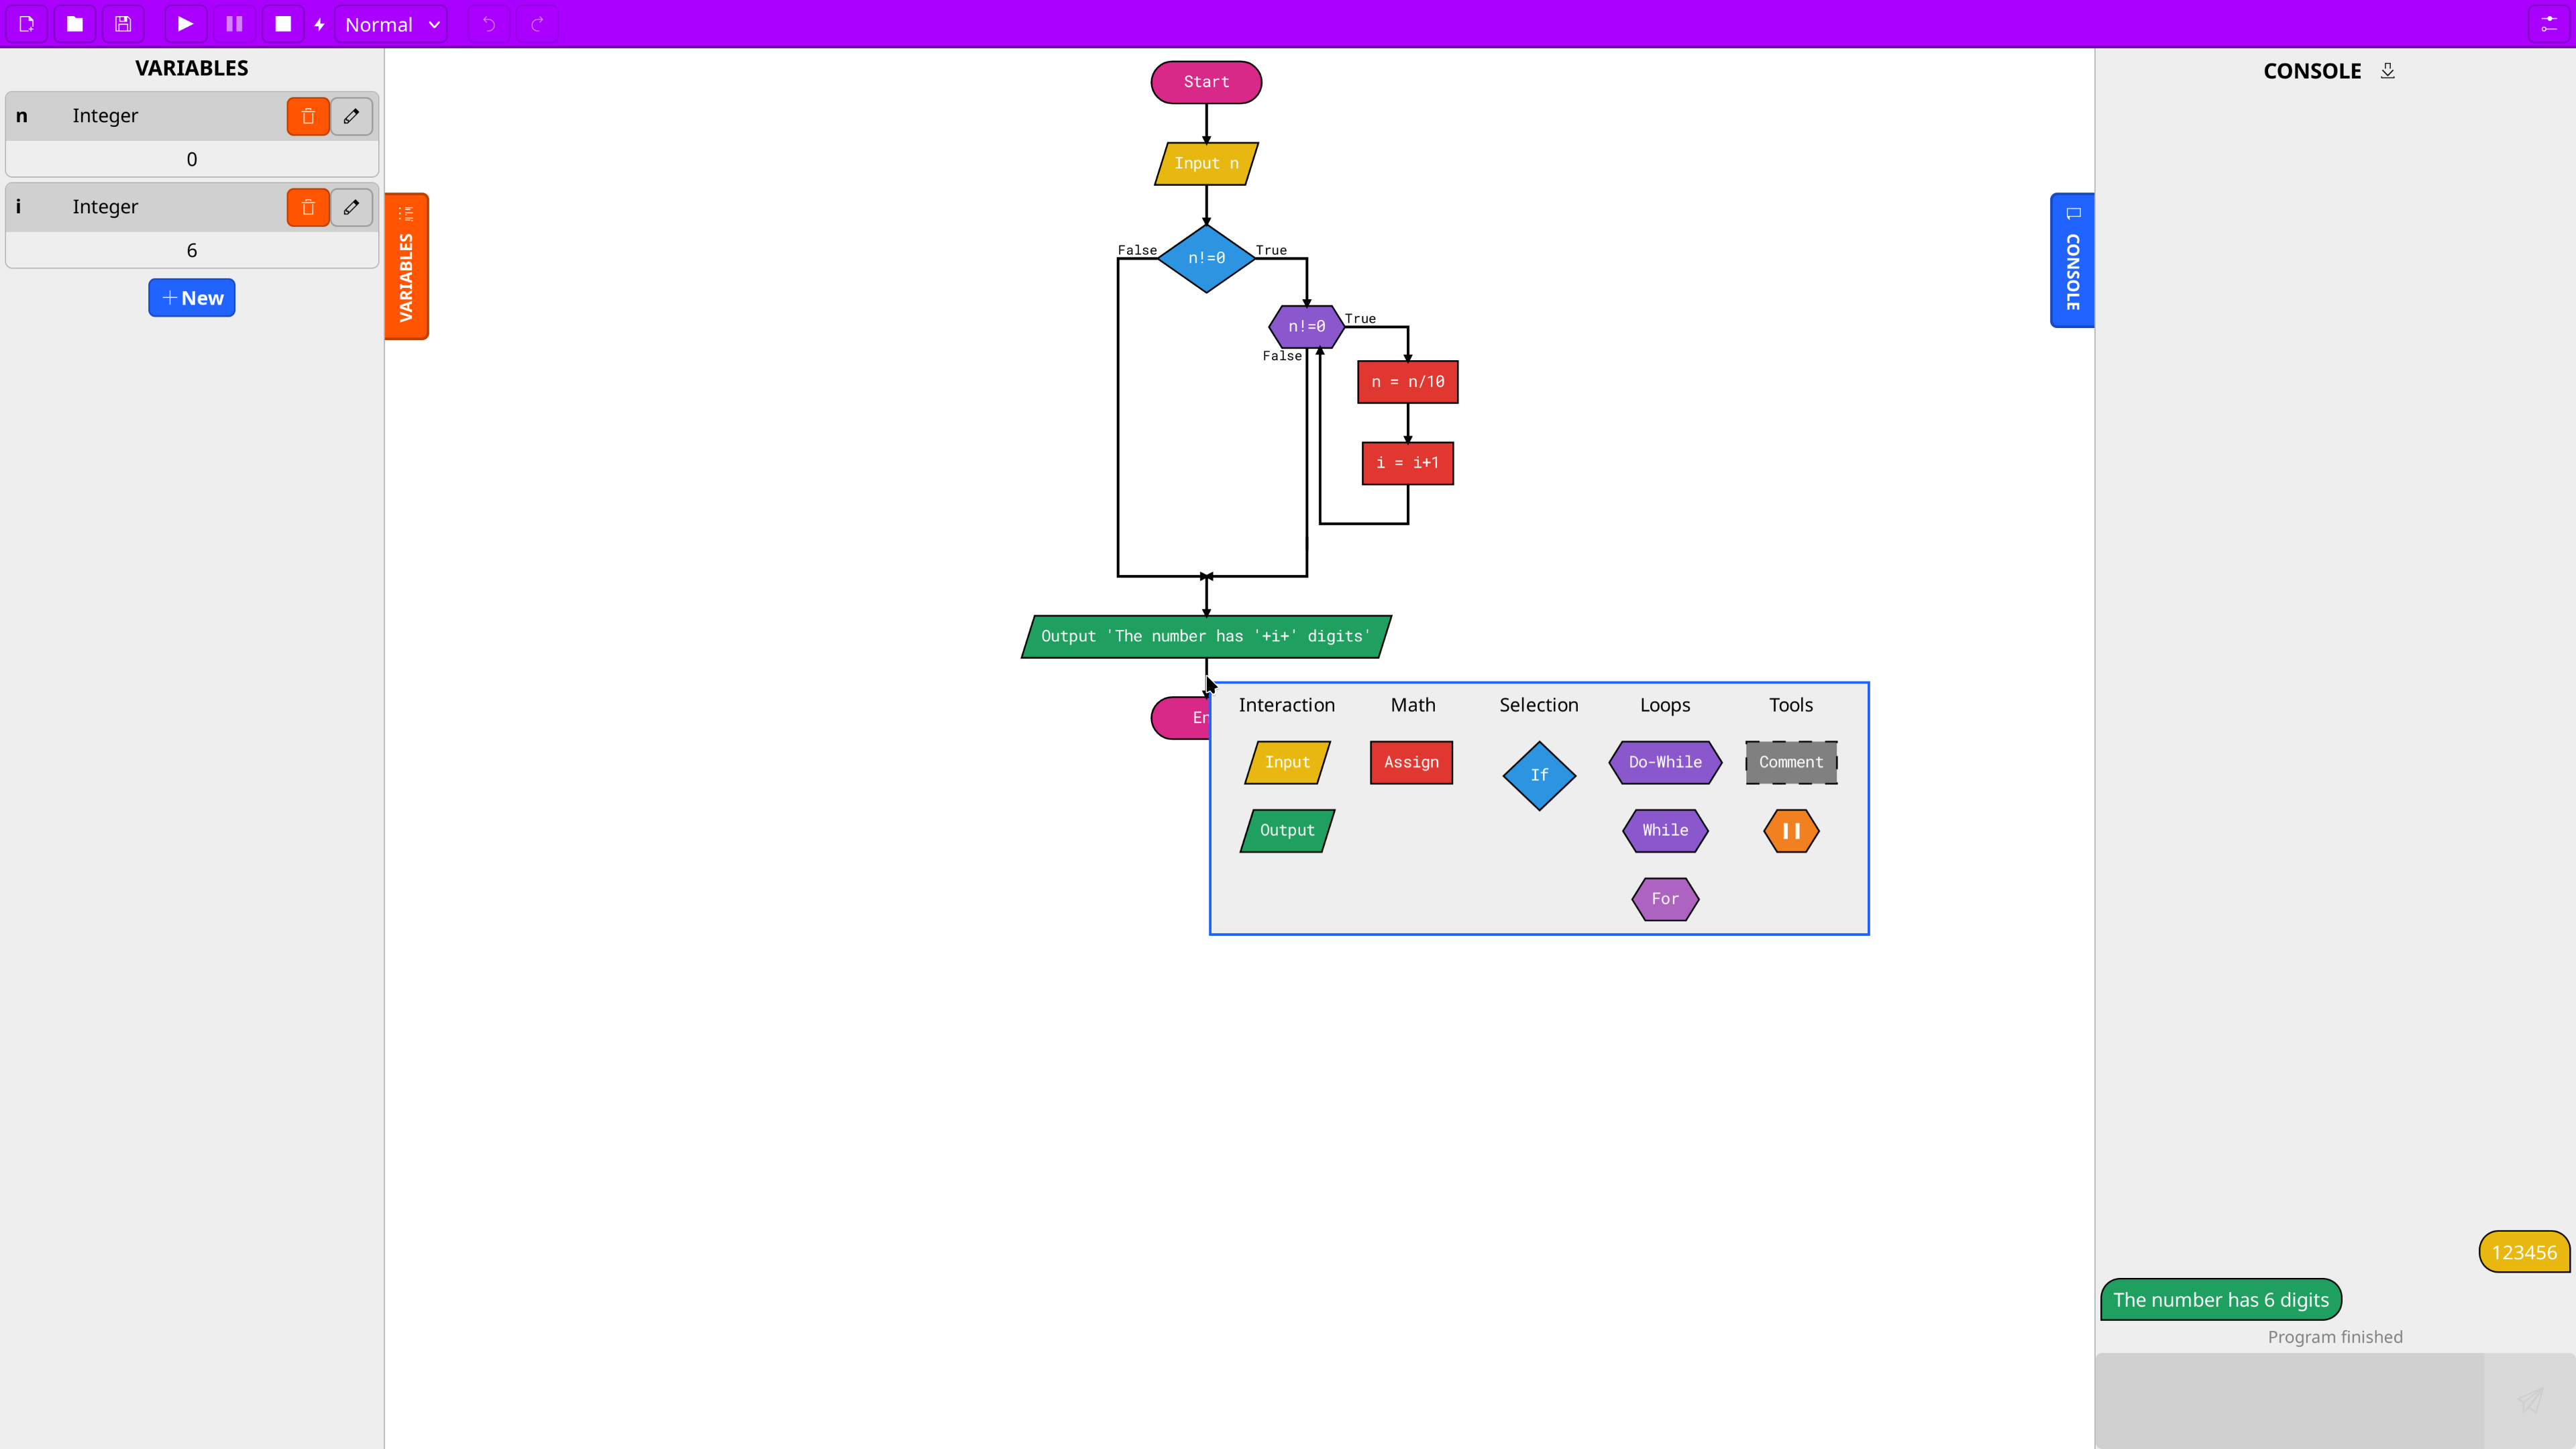 Normal
VARIABLES
n Integer
0
i Integer
6
New
VARIABLES
Start
Input n
False n!=0 True
n!=0 True
False
n = n/10
i = i+1
Output 'The number has '+i+' digits'
En
Interaction Math Selection Loops Tools
Input Assign If Do-While Comment
Output While
For
CONSOLE
CONSOLE
123456
The number has 6 digits
Program finished